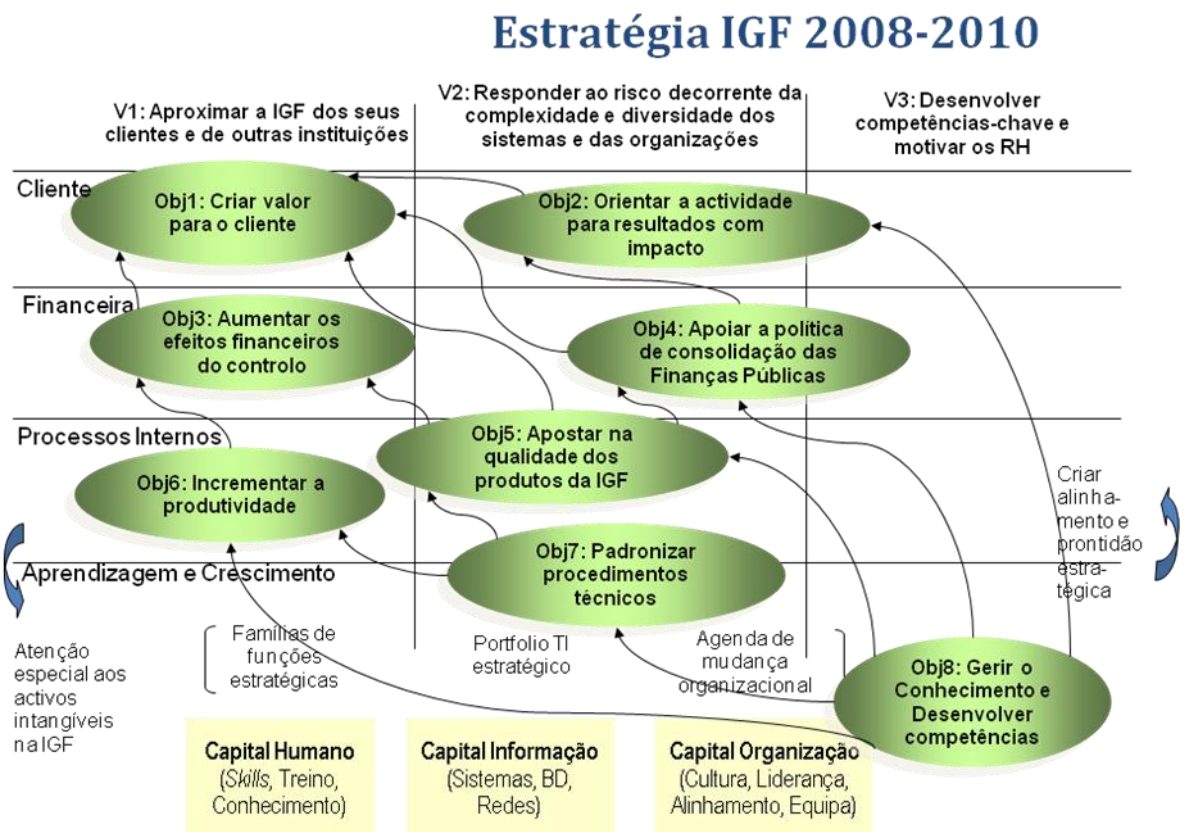 Estratégia IGF 2008-2010
V1: Aproximar a IGF dos seus
clientes e de outras instituições
V2: Responder ao risco decorrente da
complexidade e diversidade dos
sistemas e das organizações
V3: Desenvolver
competências-chave e
motivar os RH
Cliente
Obj1: Criar valor
para o cliente
Obj2: Orientar a actividade
para resultados com
impacto
Financeira
Obj3: Aumentar os
efeitos financeiros
do controlo
Obj4: Apoiar a política
de consolidação das
Finanças Públicas
Processos Internos
Obj5: Apostar na
qualidade dos
produtos da IGF
Obj6: Incrementar a
produtividade
Criar
alinha-
mento e
prontidão
estra-
tégica
Obj7: Padronizar
procedimentos
técnicos
Aprendizagem e Crescimento
Atenção
especial aos
activos
intangíveis
na IGF
Famílias de
funções
estratégicas
Portfolio TI
estratégico
Agenda de
mudança
organizacional
Obj8: Gerir o
Conhecimento e
Desenvolver
competências
Capital Humano
(Skills, Treino,
Conhecimento)
Capital Informação
(Sistemas, BD,
Redes)
Capital Organização
(Cultura, Liderança,
Alinhamento, Equipa)